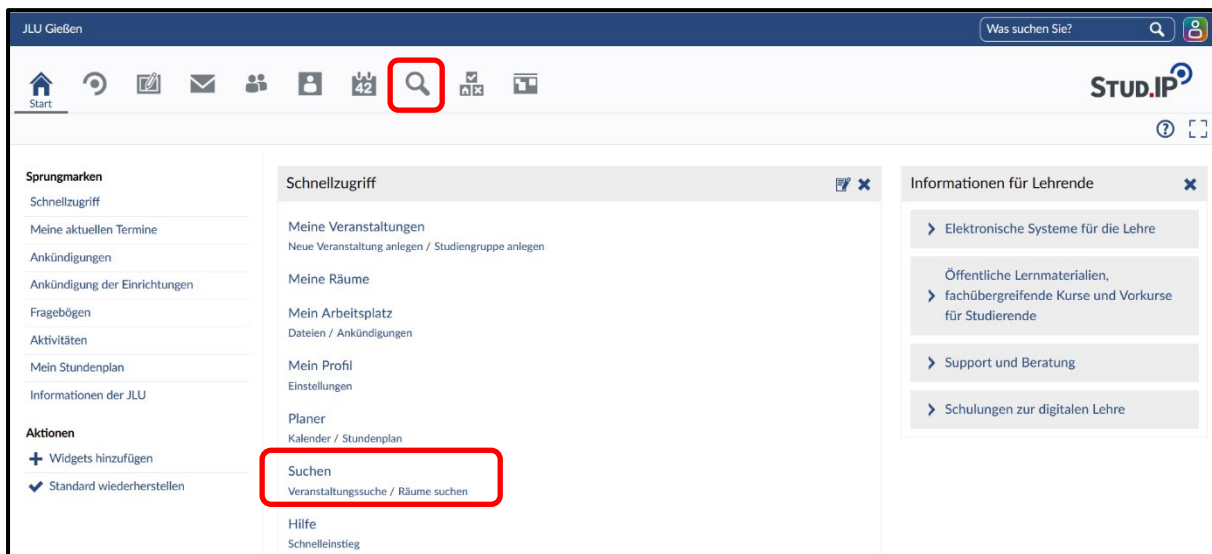 JLU Gießen
Was suchen Sie?
42
Start
STUD.IP
Sprungmarken
Schnellzugriff
Meine aktuellen Termine
Ankündigungen
Ankündigung der Einrichtungen
Fragebögen
Aktivitäten
Mein Stundenplan
Informationen der JLU
Aktionen
Widgets hinzufügen
Standard wiederherstellen
Schnellzugriff
Meine Veranstaltungen
Neue Veranstaltung anlegen / Studiengruppe anlegen
Meine Räume
Mein Arbeitsplatz
Dateien / Ankündigungen
Mein Profil
Einstellungen
Planer
Kalender / Stundenplan
Suchen
Veranstaltungssuche / Räume suchen
Hilfe
Schnelleinstieg
Informationen für Lehrende
Elektronische Systeme für die Lehre
Öffentliche Lernmaterialien,
fachübergreifende Kurse und Vorkurse
für Studierende
Support und Beratung
Schulungen zur digitalen Lehre